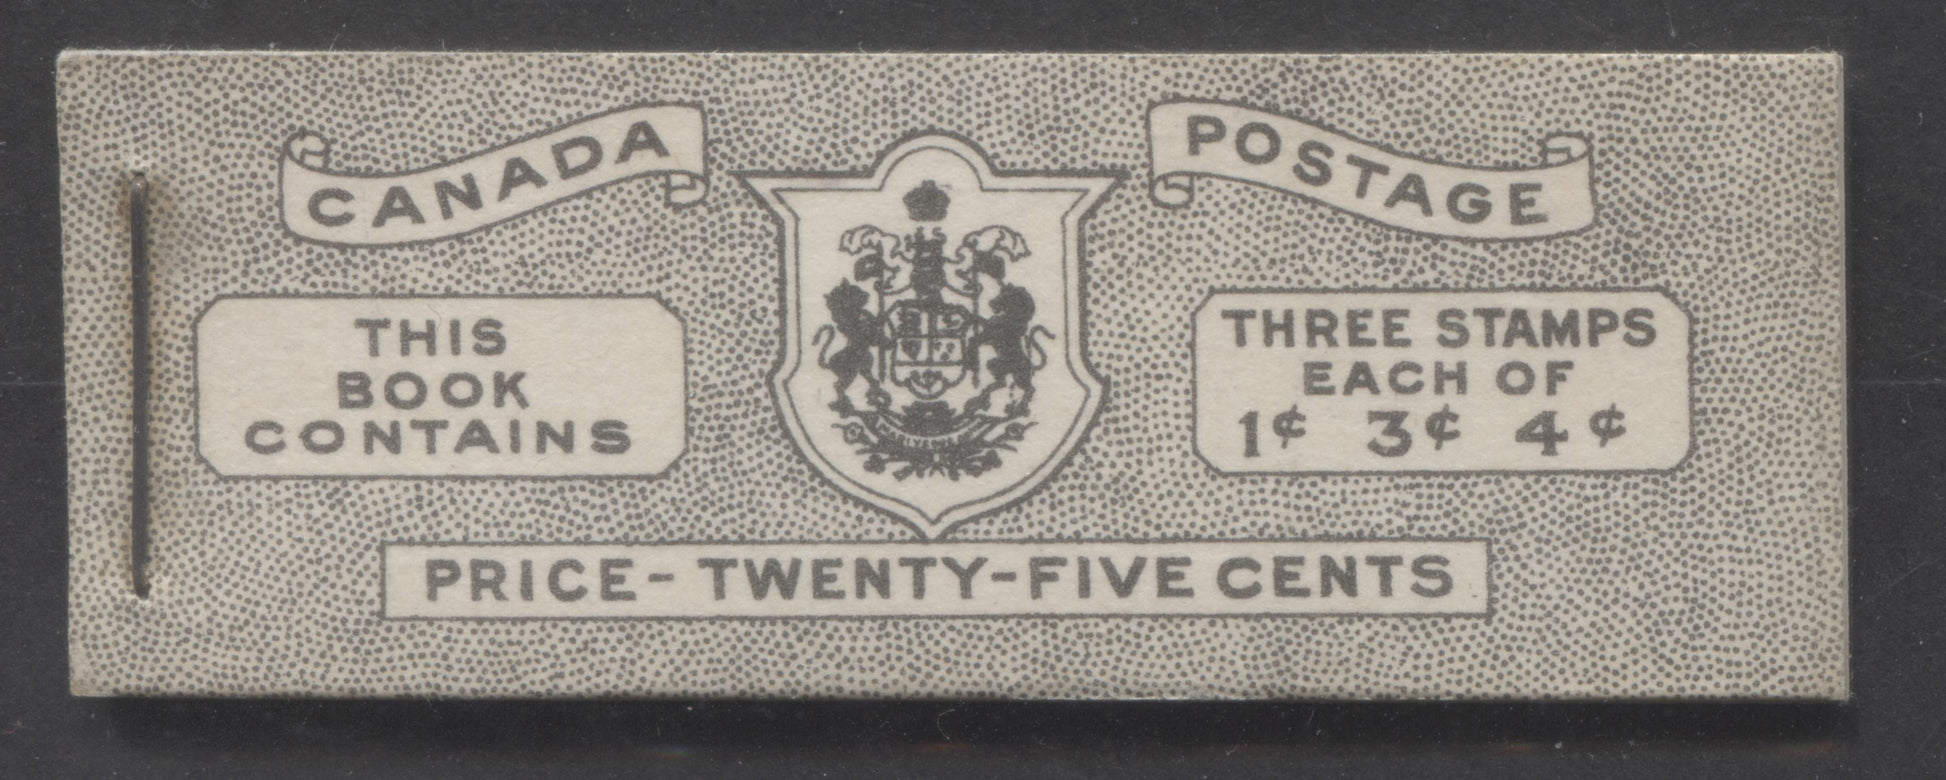 CANADA
POSTAGE
THIS
BOOK
CONTAINS
THREE STAMPS
EACH OF
1¢ 3¢ 4¢
PRICE - TWENTY-FIVE CENTS